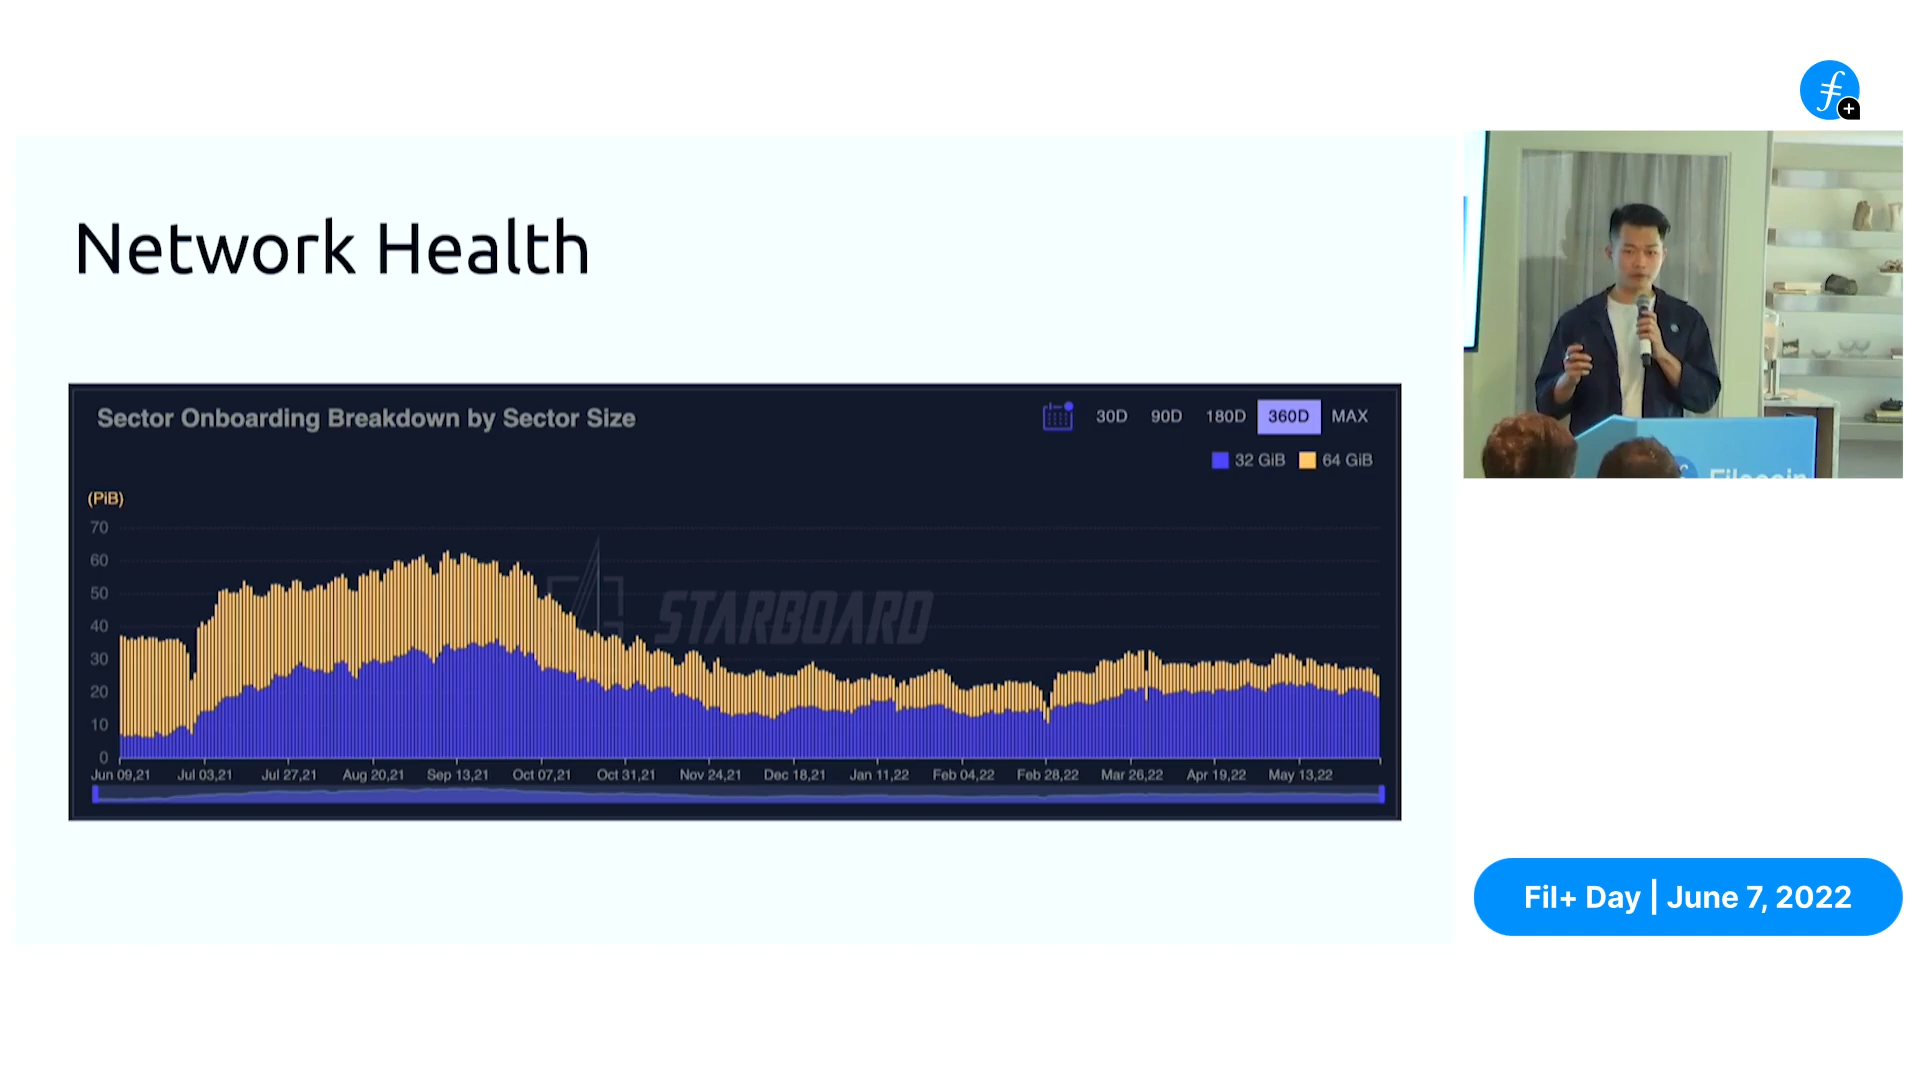 Network Health
Sector Onboarding Breakdown by Sector Size
30D 90D 180D 360D MAX
32 GiB 64 GiB
(PiB)
70
60
50
40
30
20
10
0
Jun 09,21 Jul 03,21 Jul 27,21 Aug 20,21 Sep 13,21 Oct 07,21 Oct 31,21 Nov 24,21 Dec 18,21 Jan 11,22 Feb 04,22 Feb 28,22 Mar 26,22 Apr 19,22 May 13,22
STARBOARD
Filecoin
Fil+ Day | June 7, 2022